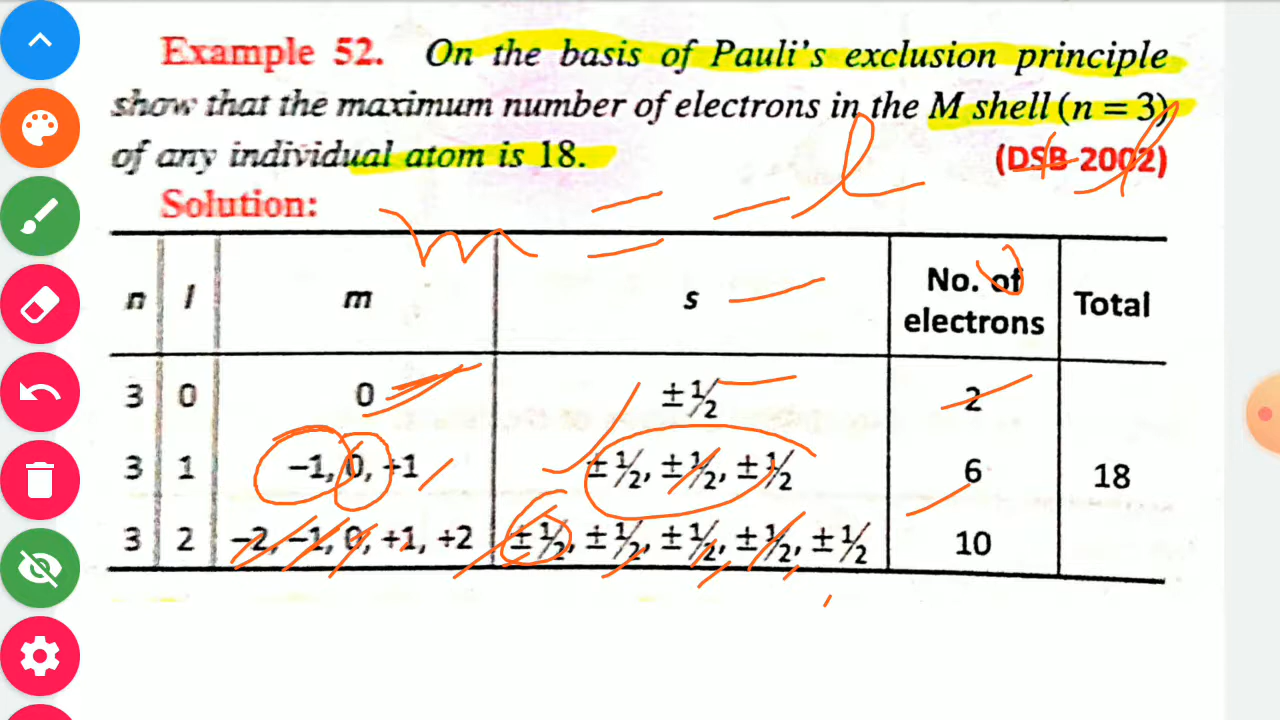 Example 52. On the basis of Pauli's exclusion principle
show that the maximum number of electrons in the M shell (n = 3)
of any individual atom is 18. (DSB 2002)
Solution:
n l m s No. of electrons Total
3 0 0 ±½ 2
3 1 −1, 0, +1 ±½, ±½, ±½ 6 18
3 2 −2, −1, 0, +1, +2 ±½, ±½, ±½, ±½, ±½ 10
m = − l
+ l